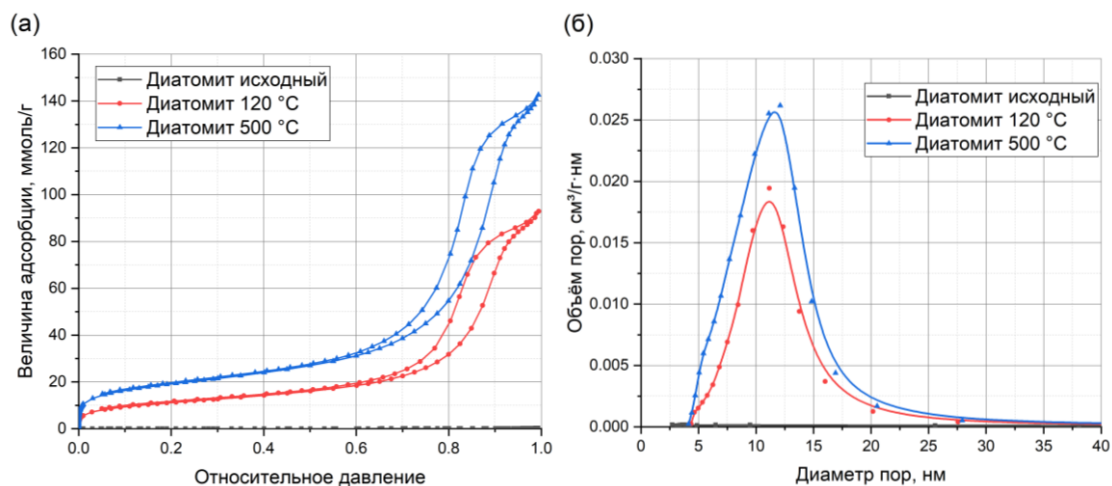 (а)
Величина адсорбции, ммоль/г
160
140
120
100
80
60
40
20
0
Диатомит исходный
Диатомит 120 °C
Диатомит 500 °C
0.0
0.2
0.4
0.6
0.8
1.0
Относительное давление
(б)
Объём пор, см³/г·нм
0.030
0.025
0.020
0.015
0.010
0.005
0.000
Диатомит исходный
Диатомит 120 °C
Диатомит 500 °C
0
5
10
15
20
25
30
35
40
Диаметр пор, нм